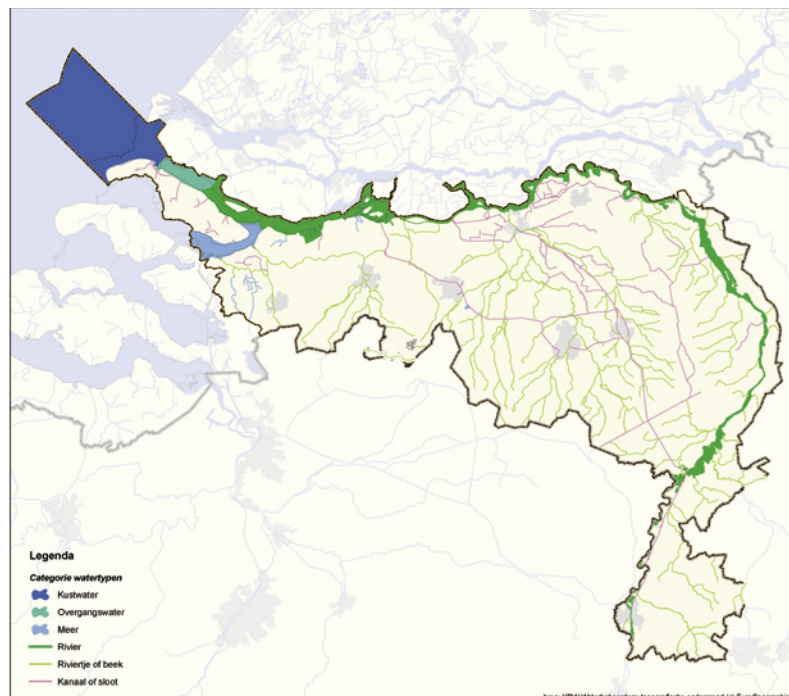 Legenda
Categorie watertypen
Kustwater
Overgangswater
Meer
Rivier
Riviertje of beek
Kanaal of sloot